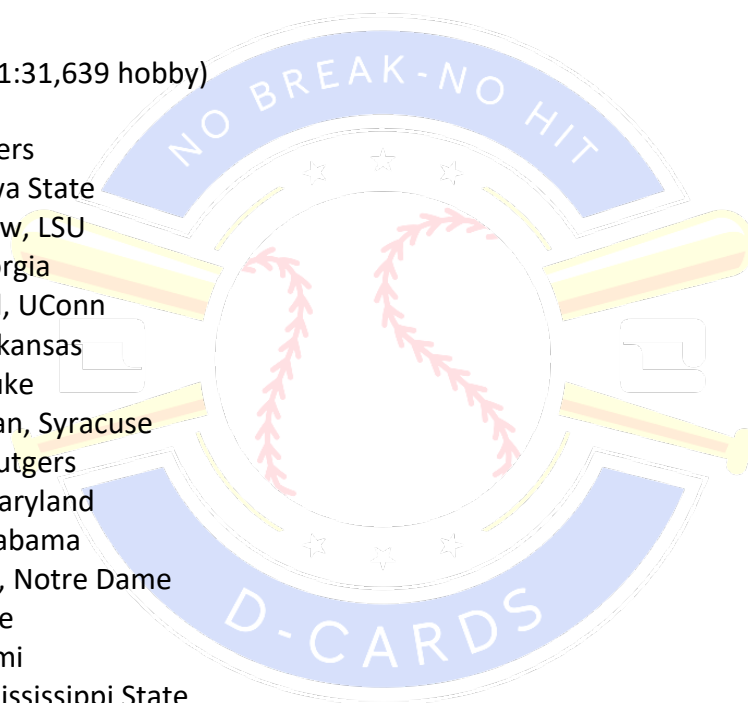 1:31,639 hobby)
ers
va State
w, LSU
orgia
l, UConn
kansas
uke
an, Syracuse
utgers
aryland
abama
, Notre Dame
e
mi
ississippi State
NO BREAK-NO HIT
D-CARDS